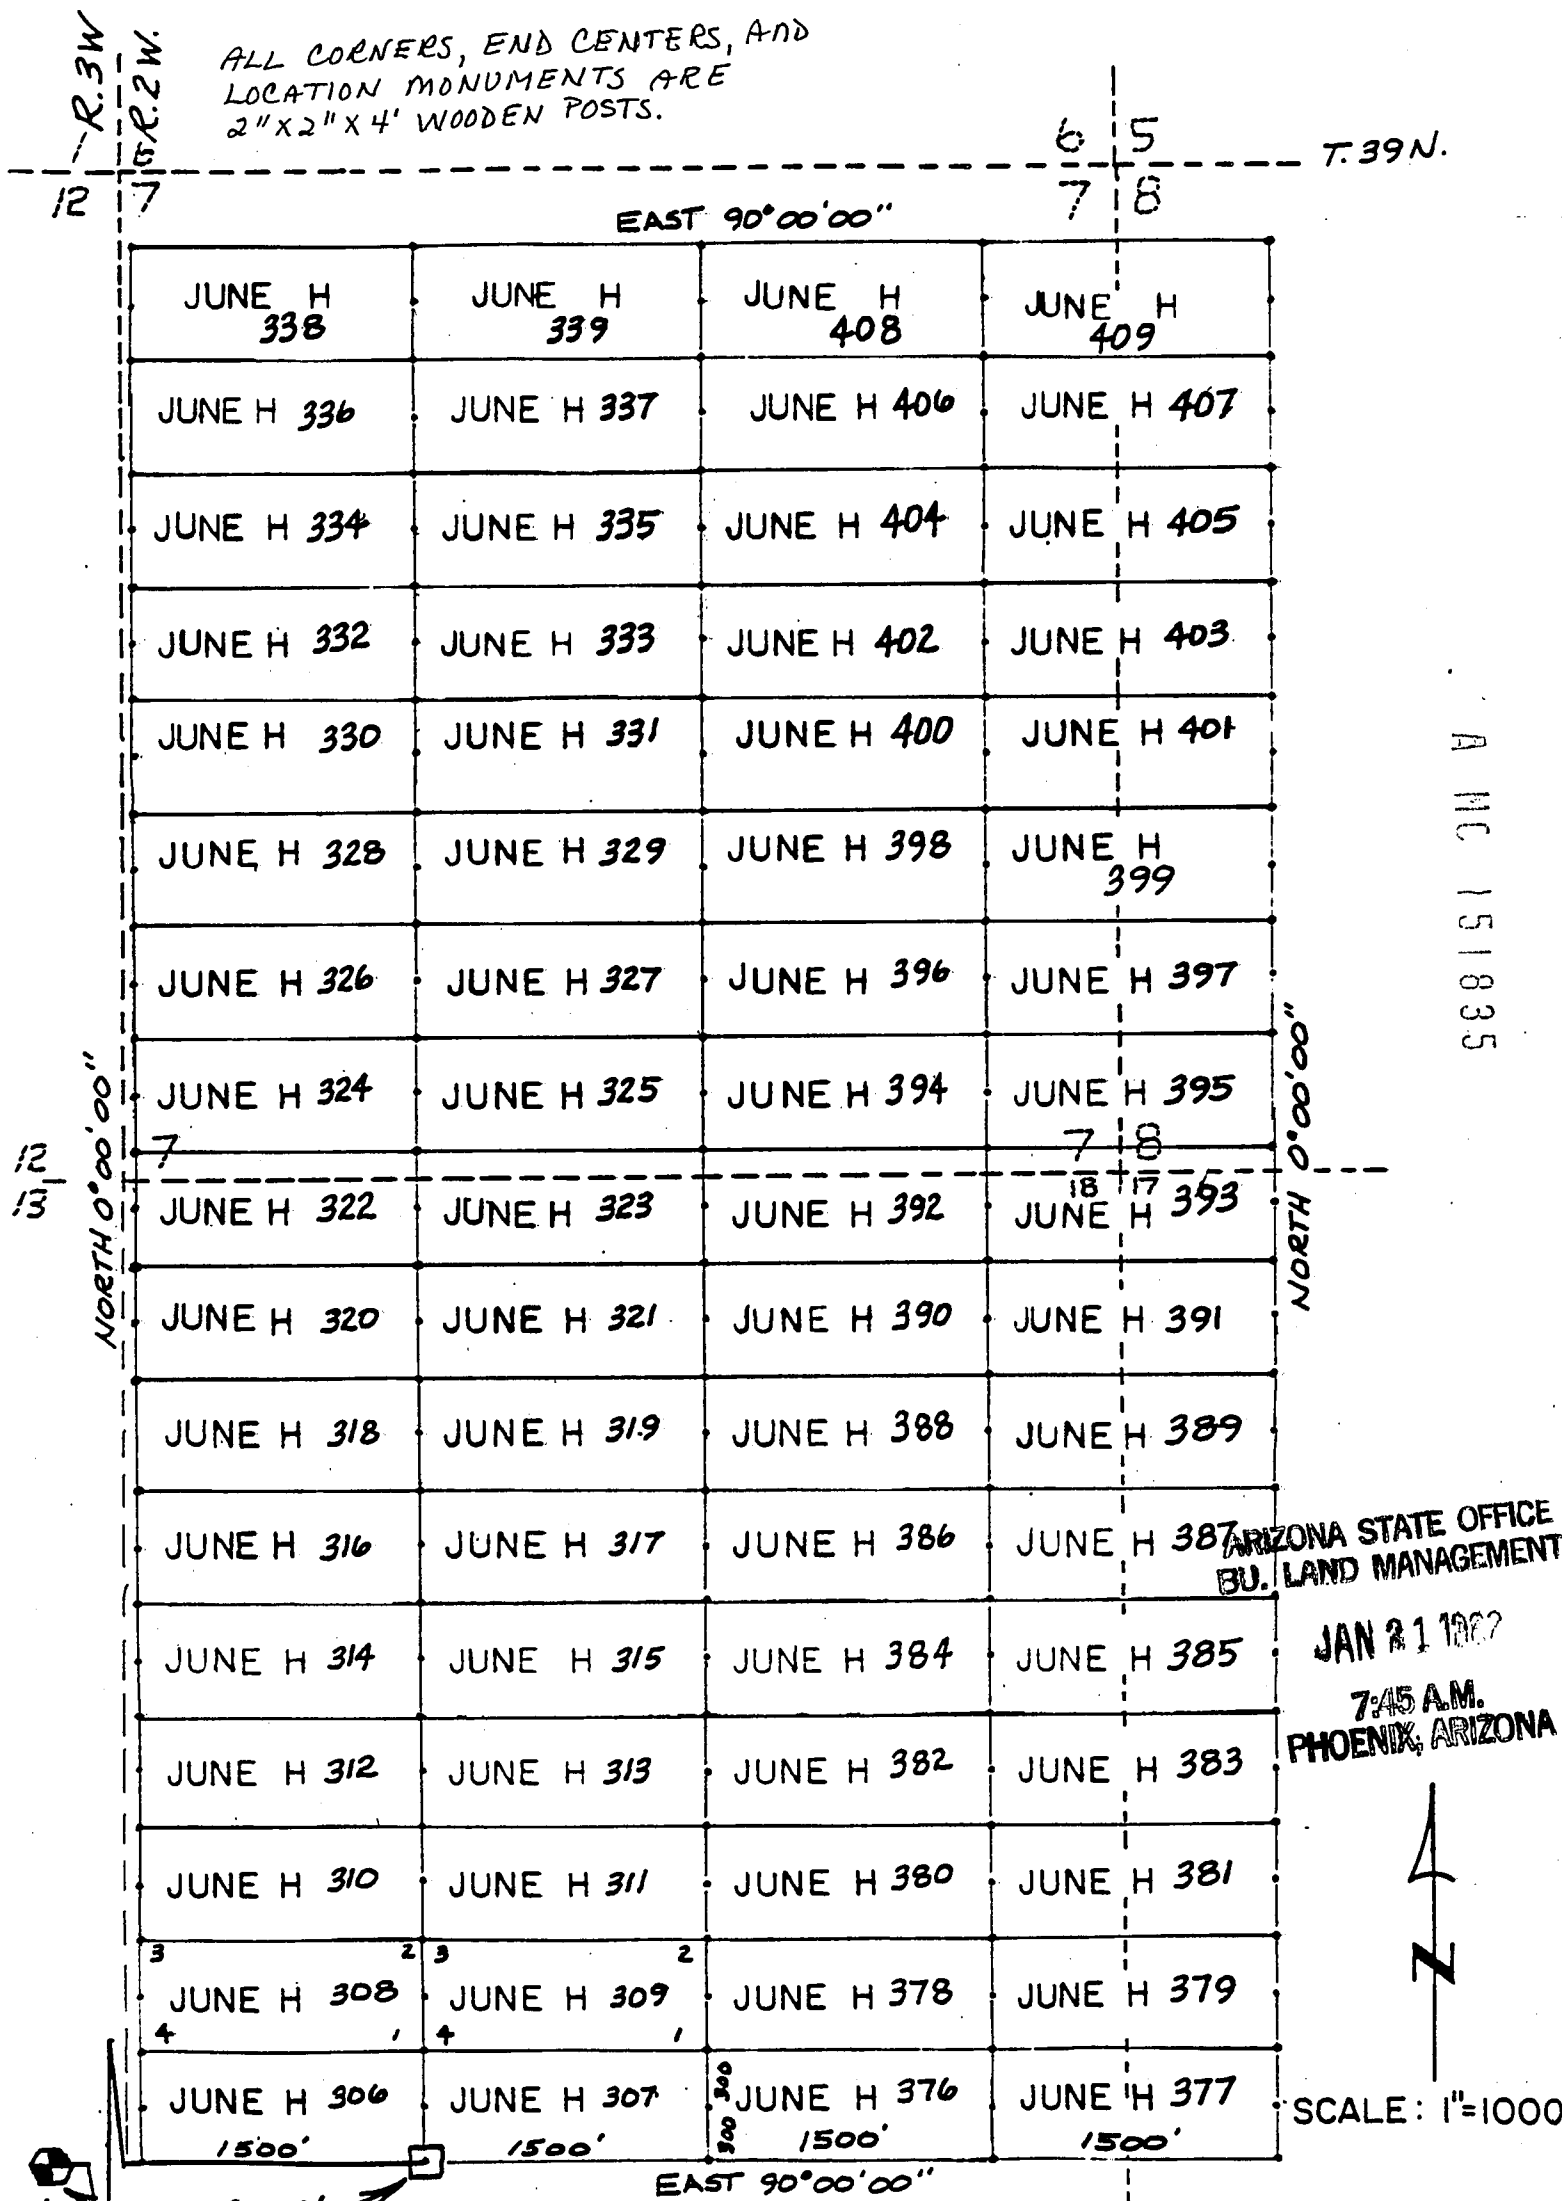 R.3W
R.2W.
ALL CORNERS, END CENTERS, AND
LOCATION MONUMENTS ARE
2"X2"X4' WOODEN POSTS.
6 5
T.39N.
12 7
7 8
EAST 90°00'00"
JUNE H 338
JUNE H 339
JUNE H 408
JUNE H 409
JUNE H 336
JUNE H 337
JUNE H 406
JUNE H 407
JUNE H 334
JUNE H 335
JUNE H 404
JUNE H 405
JUNE H 332
JUNE H 333
JUNE H 402
JUNE H 403
JUNE H 330
JUNE H 331
JUNE H 400
JUNE H 401
JUNE H 328
JUNE H 329
JUNE H 398
JUNE H 399
A MC 151835
JUNE H 326
JUNE H 327
JUNE H 396
JUNE H 397
JUNE H 324
JUNE H 325
JUNE H 394
JUNE H 395
NORTH 0°00'00"
NORTH 0°00'00"
12 7
7 8
13
18 17
JUNE H 322
JUNE H 323
JUNE H 392
JUNE H 393
JUNE H 320
JUNE H 321
JUNE H 390
JUNE H 391
JUNE H 318
JUNE H 319
JUNE H 388
JUNE H 389
JUNE H 316
JUNE H 317
JUNE H 386
JUNE H 387
ARIZONA STATE OFFICE
BU. LAND MANAGEMENT
JUNE H 314
JUNE H 315
JUNE H 384
JUNE H 385
JAN
7:45 A.M.
PHOENIX, ARIZONA
JUNE H 312
JUNE H 313
JUNE H 382
JUNE H 383
JUNE H 310
JUNE H 311
JUNE H 380
JUNE H 381
N
3 2 3 2
JUNE H 308
JUNE H 309
JUNE H 378
JUNE H 379
4 1 4 1
JUNE H 306
JUNE H 307
300 300
JUNE H 376
JUNE H 377
SCALE: 1"=1000
1500'
1500'
1500'
1500'
EAST 90°00'00"